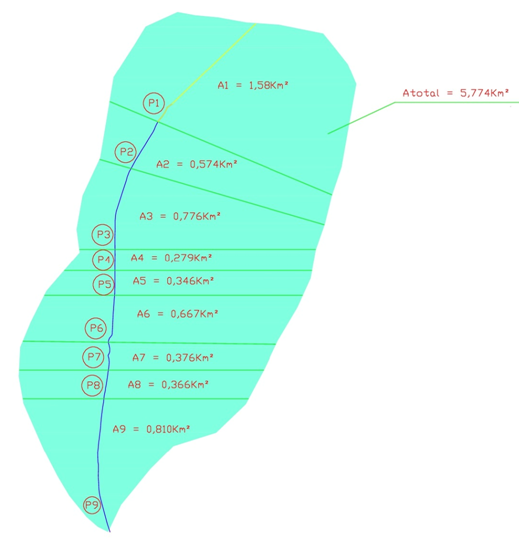 A1 = 1,58Km²
Atotal = 5,774Km²
P1
P2
A2 = 0,574Km²
A3 = 0,776Km²
P3
P4
A4 = 0,279Km²
P5
A5 = 0,346Km²
A6 = 0,667Km²
P6
P7
A7 = 0,376Km²
P8
A8 = 0,366Km²
A9 = 0,810Km²
P9